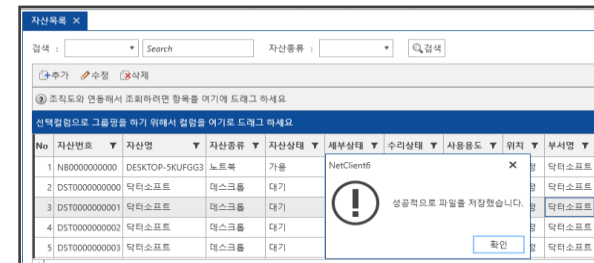 자산목록 ×
검색 : Search 자산종류 : 검색
추가 수정 삭제
조직도와 연동해서 조회하려면 항목을 여기에 드래그 하세요
선택컬럼으로 그룹핑을 하기 위해서 컬럼을 여기로 드래그 하세요
No 자산번호 자산명 자산종류 자산상태 세부상태 수리상태 사용용도 위치 부서명
1 NB0000000000 DESKTOP-5KUFGG3 노트북 가용 닥터소프트
2 DST0000000000 닥터소프트 데스크톱 대기 닥터소프트
3 DST0000000001 닥터소프트 데스크톱 대기 닥터소프트
4 DST0000000002 닥터소프트 데스크톱 대기 닥터소프트
5 DST0000000003 닥터소프트 데스크톱 대기 닥터소프트
NetClient6 ×
성공적으로 파일을 저장했습니다.
확인